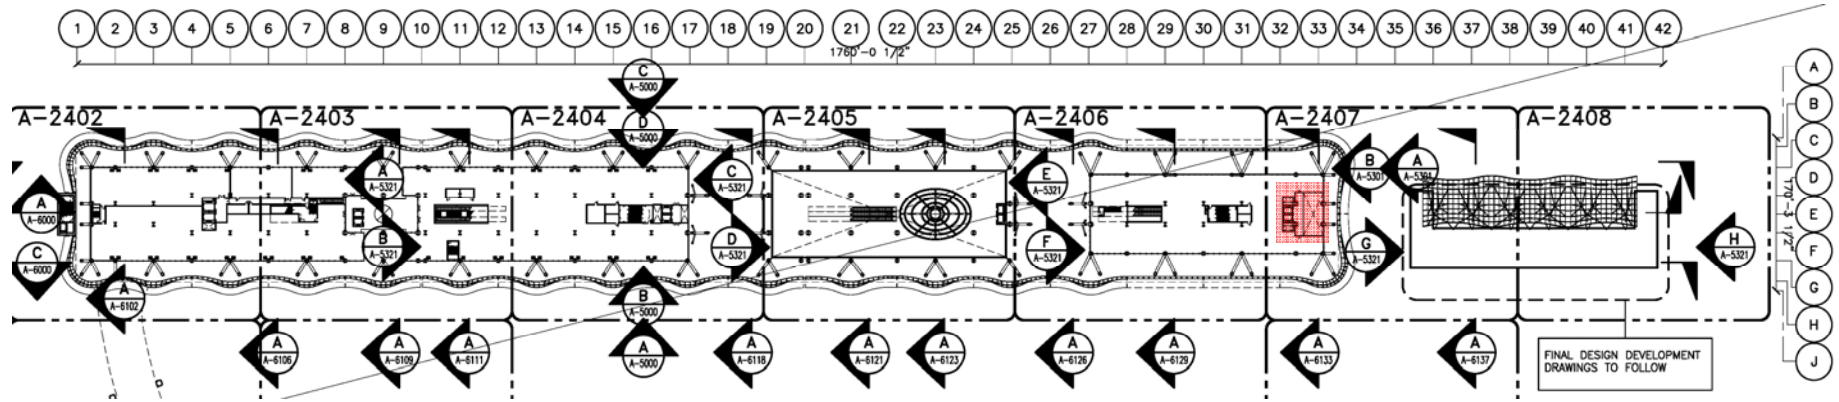 1 2 3 4 5 6 7 8 9 10 11 12 13 14 15 16 17 18 19 20 21 22 23 24 25 26 27 28 29 30 31 32 33 34 35 36 37 38 39 40 41 42
1760'-0 1/2"
A
B
C
D
E
F
G
H
J
170'-3 1/2"
A-2402 A-2403 A-2404 A-2405 A-2406 A-2407 A-2408
C
A-5000
D
A-5000
A
A-6000
C
A-6000
A
A-5321
B
A-5321
C
A-5321
D
A-5321
E
A-5321
F
A-5321
B
A-5301
A
A-5301
G
A-5321
H
A-5321
A
A-6102
B
A-5000
A
A-6106
A
A-6109
A
A-6111
A
A-5000
A
A-6118
A
A-6121
A
A-6123
A
A-6126
A
A-6129
A
A-6133
A
A-6137
FINAL DESIGN DEVELOPMENT
DRAWINGS TO FOLLOW